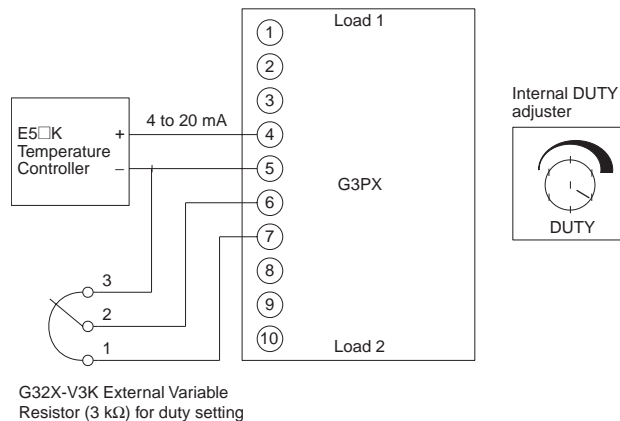 Load 1
1
2
3
4
5
6
7
8
9
10
E5□K
Temperature
Controller
+
−
4 to 20 mA
G3PX
Load 2
3
2
1
G32X-V3K External Variable
Resistor (3 kΩ) for duty setting
Internal DUTY
adjuster
DUTY